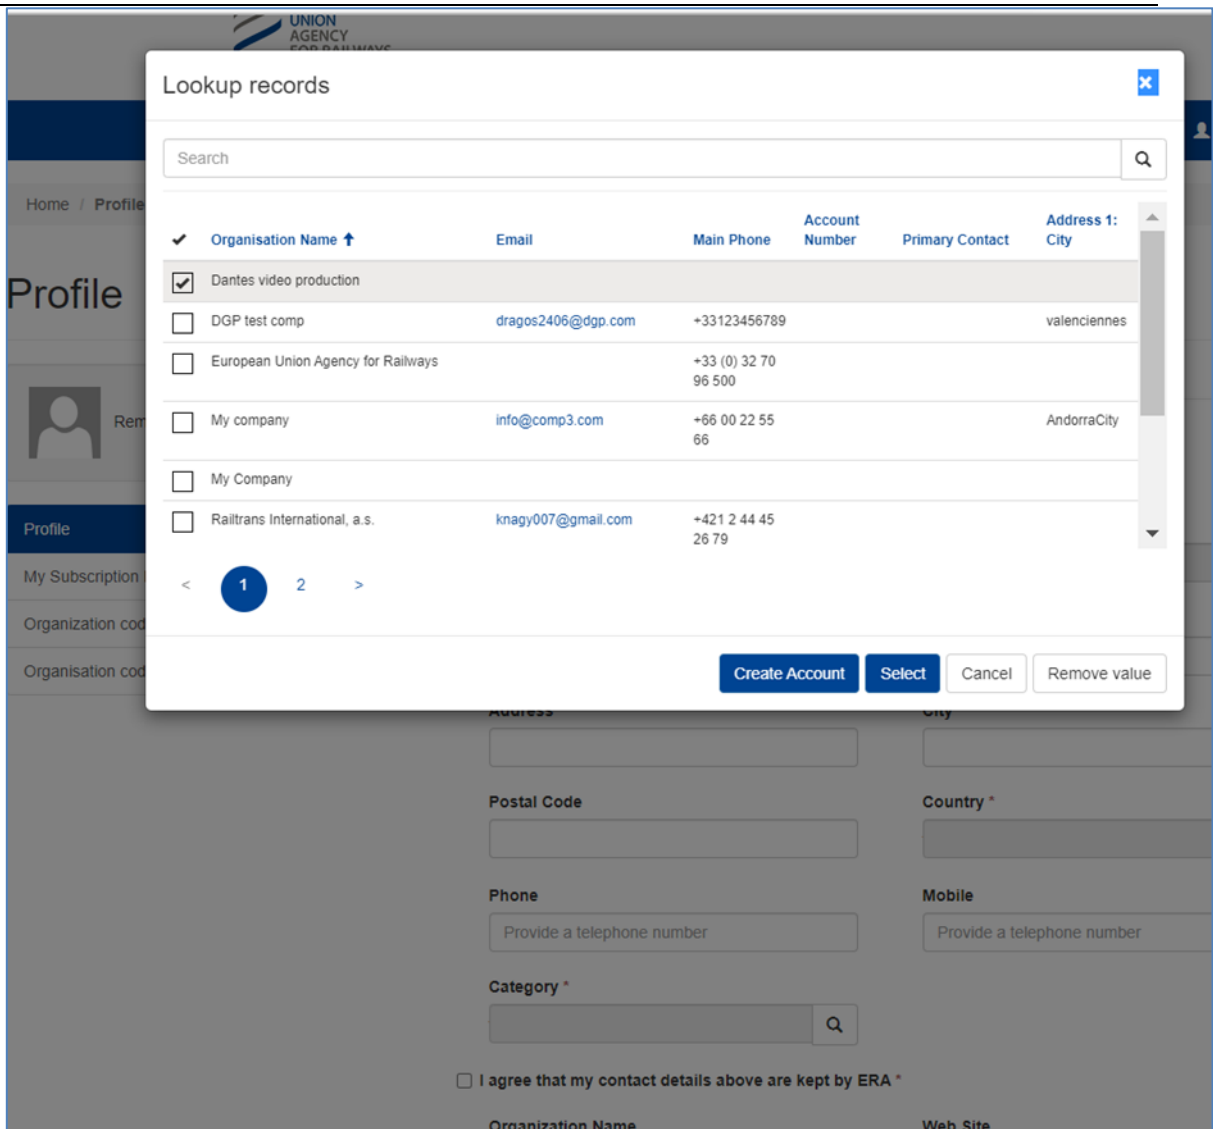 UNION
AGENCY
FOR RAILWAYS
Lookup records
Search
Home / Profile
Organisation Name Email Main Phone Account Number Primary Contact Address 1: City
Dantes video production
DGP test comp dragos2406@dgp.com +33123456789 valenciennes
European Union Agency for Railways +33 (0) 32 70 96 500
My company info@comp3.com +66 00 22 55 66 AndorraCity
My Company
Railtrans International, a.s. knagy007@gmail.com +421 2 44 45 26 79
< 1 2 >
Create Account Select Cancel Remove value
Profile
Rem
Profile
My Subscription
Organization cod
Organisation cod
Address City
Postal Code Country *
Phone Mobile
Provide a telephone number Provide a telephone number
Category *
I agree that my contact details above are kept by ERA *
Organization Name Web Site